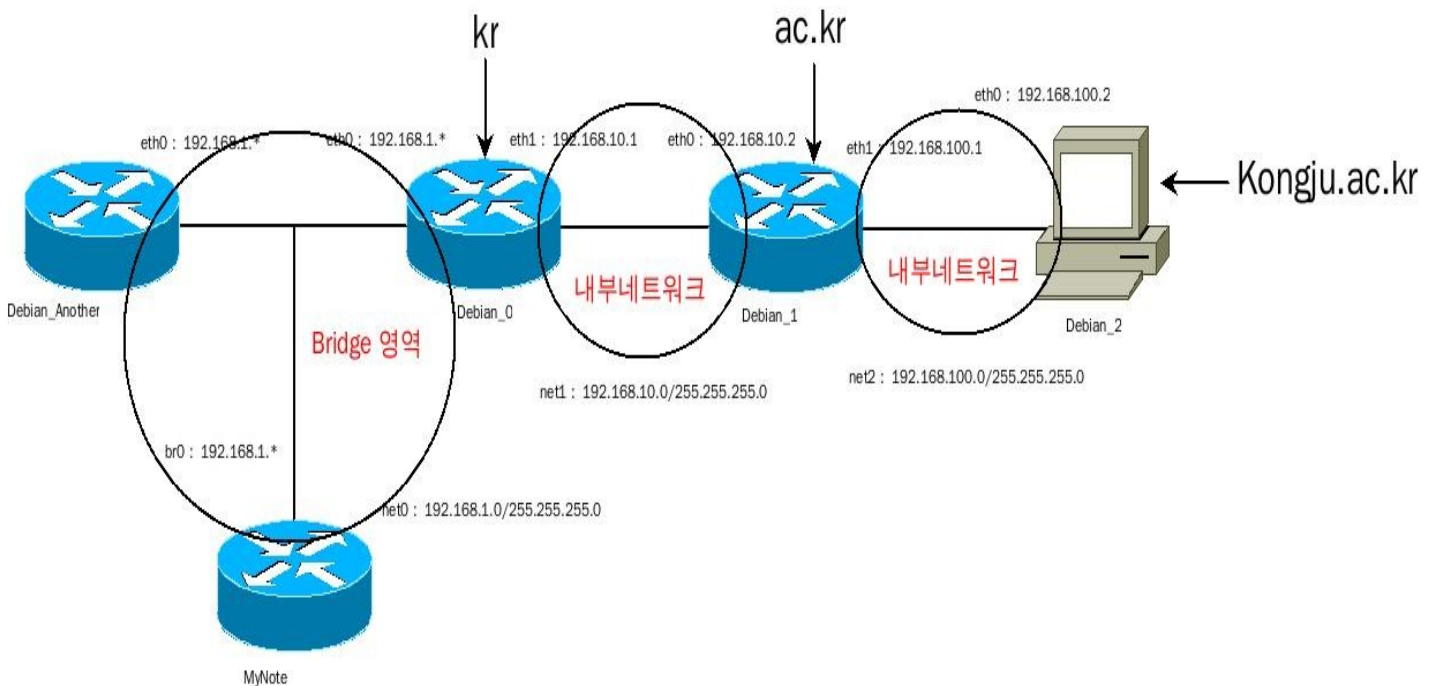 kr
ac.kr
eth0 : 192.168.100.2
eth0 : 192.168.1.*
eth0 : 192.168.1.*
eth1 : 192.168.10.1
eth0 : 192.168.10.2
eth1 : 192.168.100.1
Kongju.ac.kr
Debian_Another
Debian_0
Debian_1
Debian_2
Bridge 영역
내부네트워크
내부네트워크
net1 : 192.168.10.0/255.255.255.0
net2 : 192.168.100.0/255.255.255.0
br0 : 192.168.1.*
net0 : 192.168.1.0/255.255.255.0
MyNote